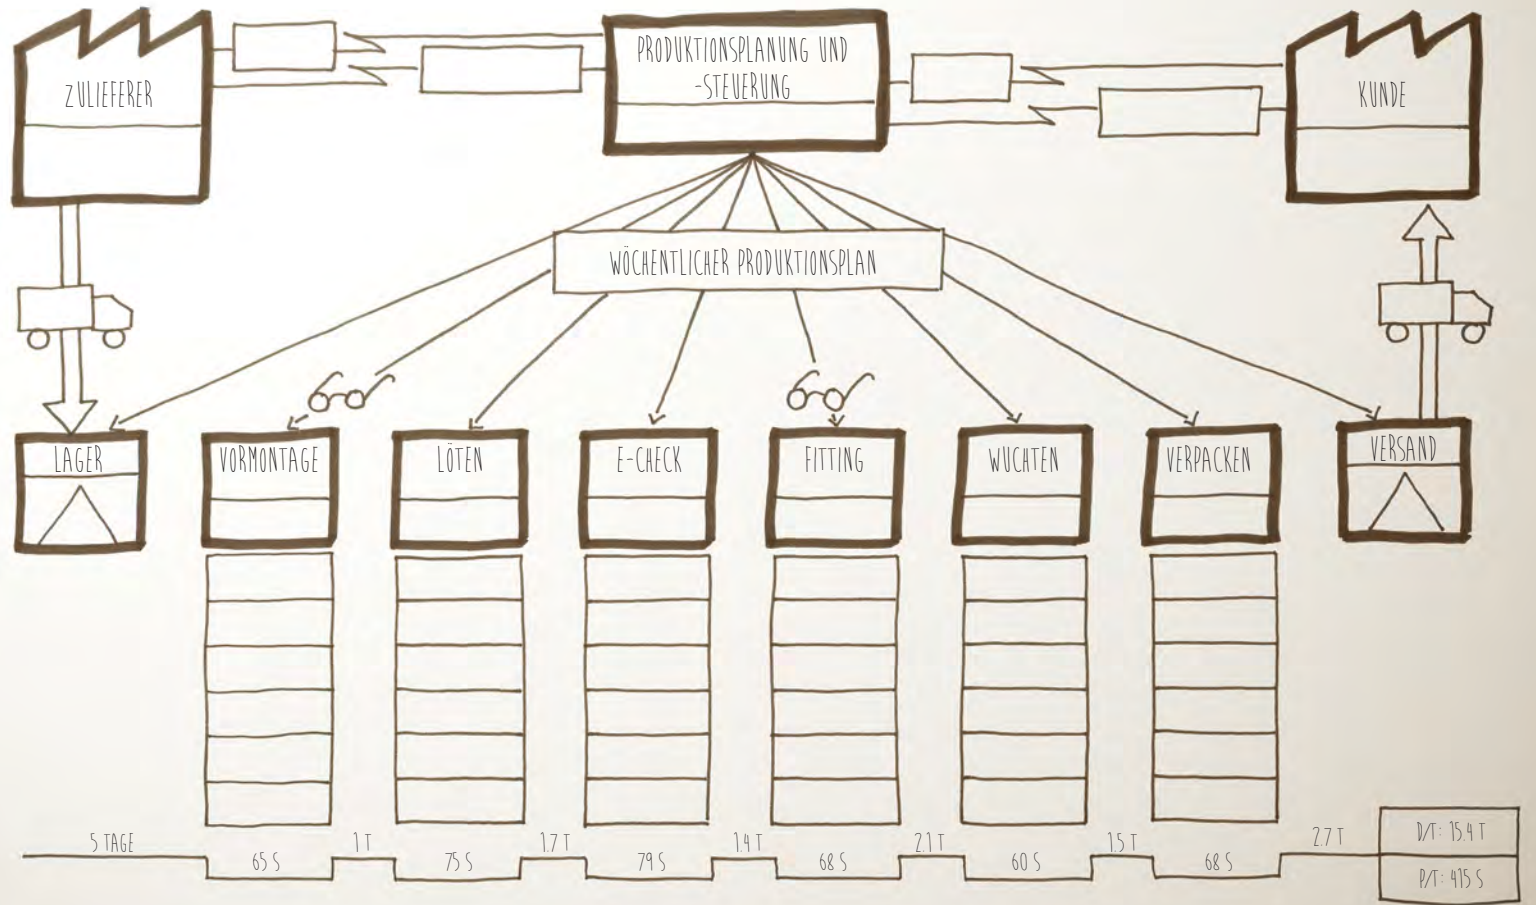 ZULIEFERER
PRODUKTIONSPLANUNG UND
-STEUERUNG
KUNDE
WÖCHENTLICHER PRODUKTIONSPLAN
LAGER
VORMONTAGE
LÖTEN
E-CHECK
FITTING
WUCHTEN
VERPACKEN
VERSAND
5 TAGE
65 S
1 T
75 S
1.7 T
79 S
1.4 T
68 S
2.1 T
60 S
1.5 T
68 S
2.7 T
D/T: 15.4 T
P/T: 415 S